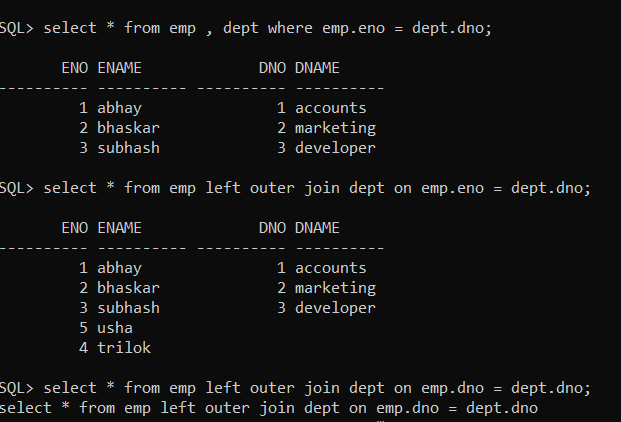 SQL> select * from emp , dept where emp.eno = dept.dno;
       ENO ENAME             DNO DNAME
---------- ---------- ---------- ----------
         1 abhay               1 accounts
         2 bhaskar             2 marketing
         3 subhash             3 developer
SQL> select * from emp left outer join dept on emp.eno = dept.dno;
       ENO ENAME             DNO DNAME
---------- ---------- ---------- ----------
         1 abhay               1 accounts
         2 bhaskar             2 marketing
         3 subhash             3 developer
         5 usha
         4 trilok
SQL> select * from emp left outer join dept on emp.dno = dept.dno;
select * from emp left outer join dept on emp.dno = dept.dno